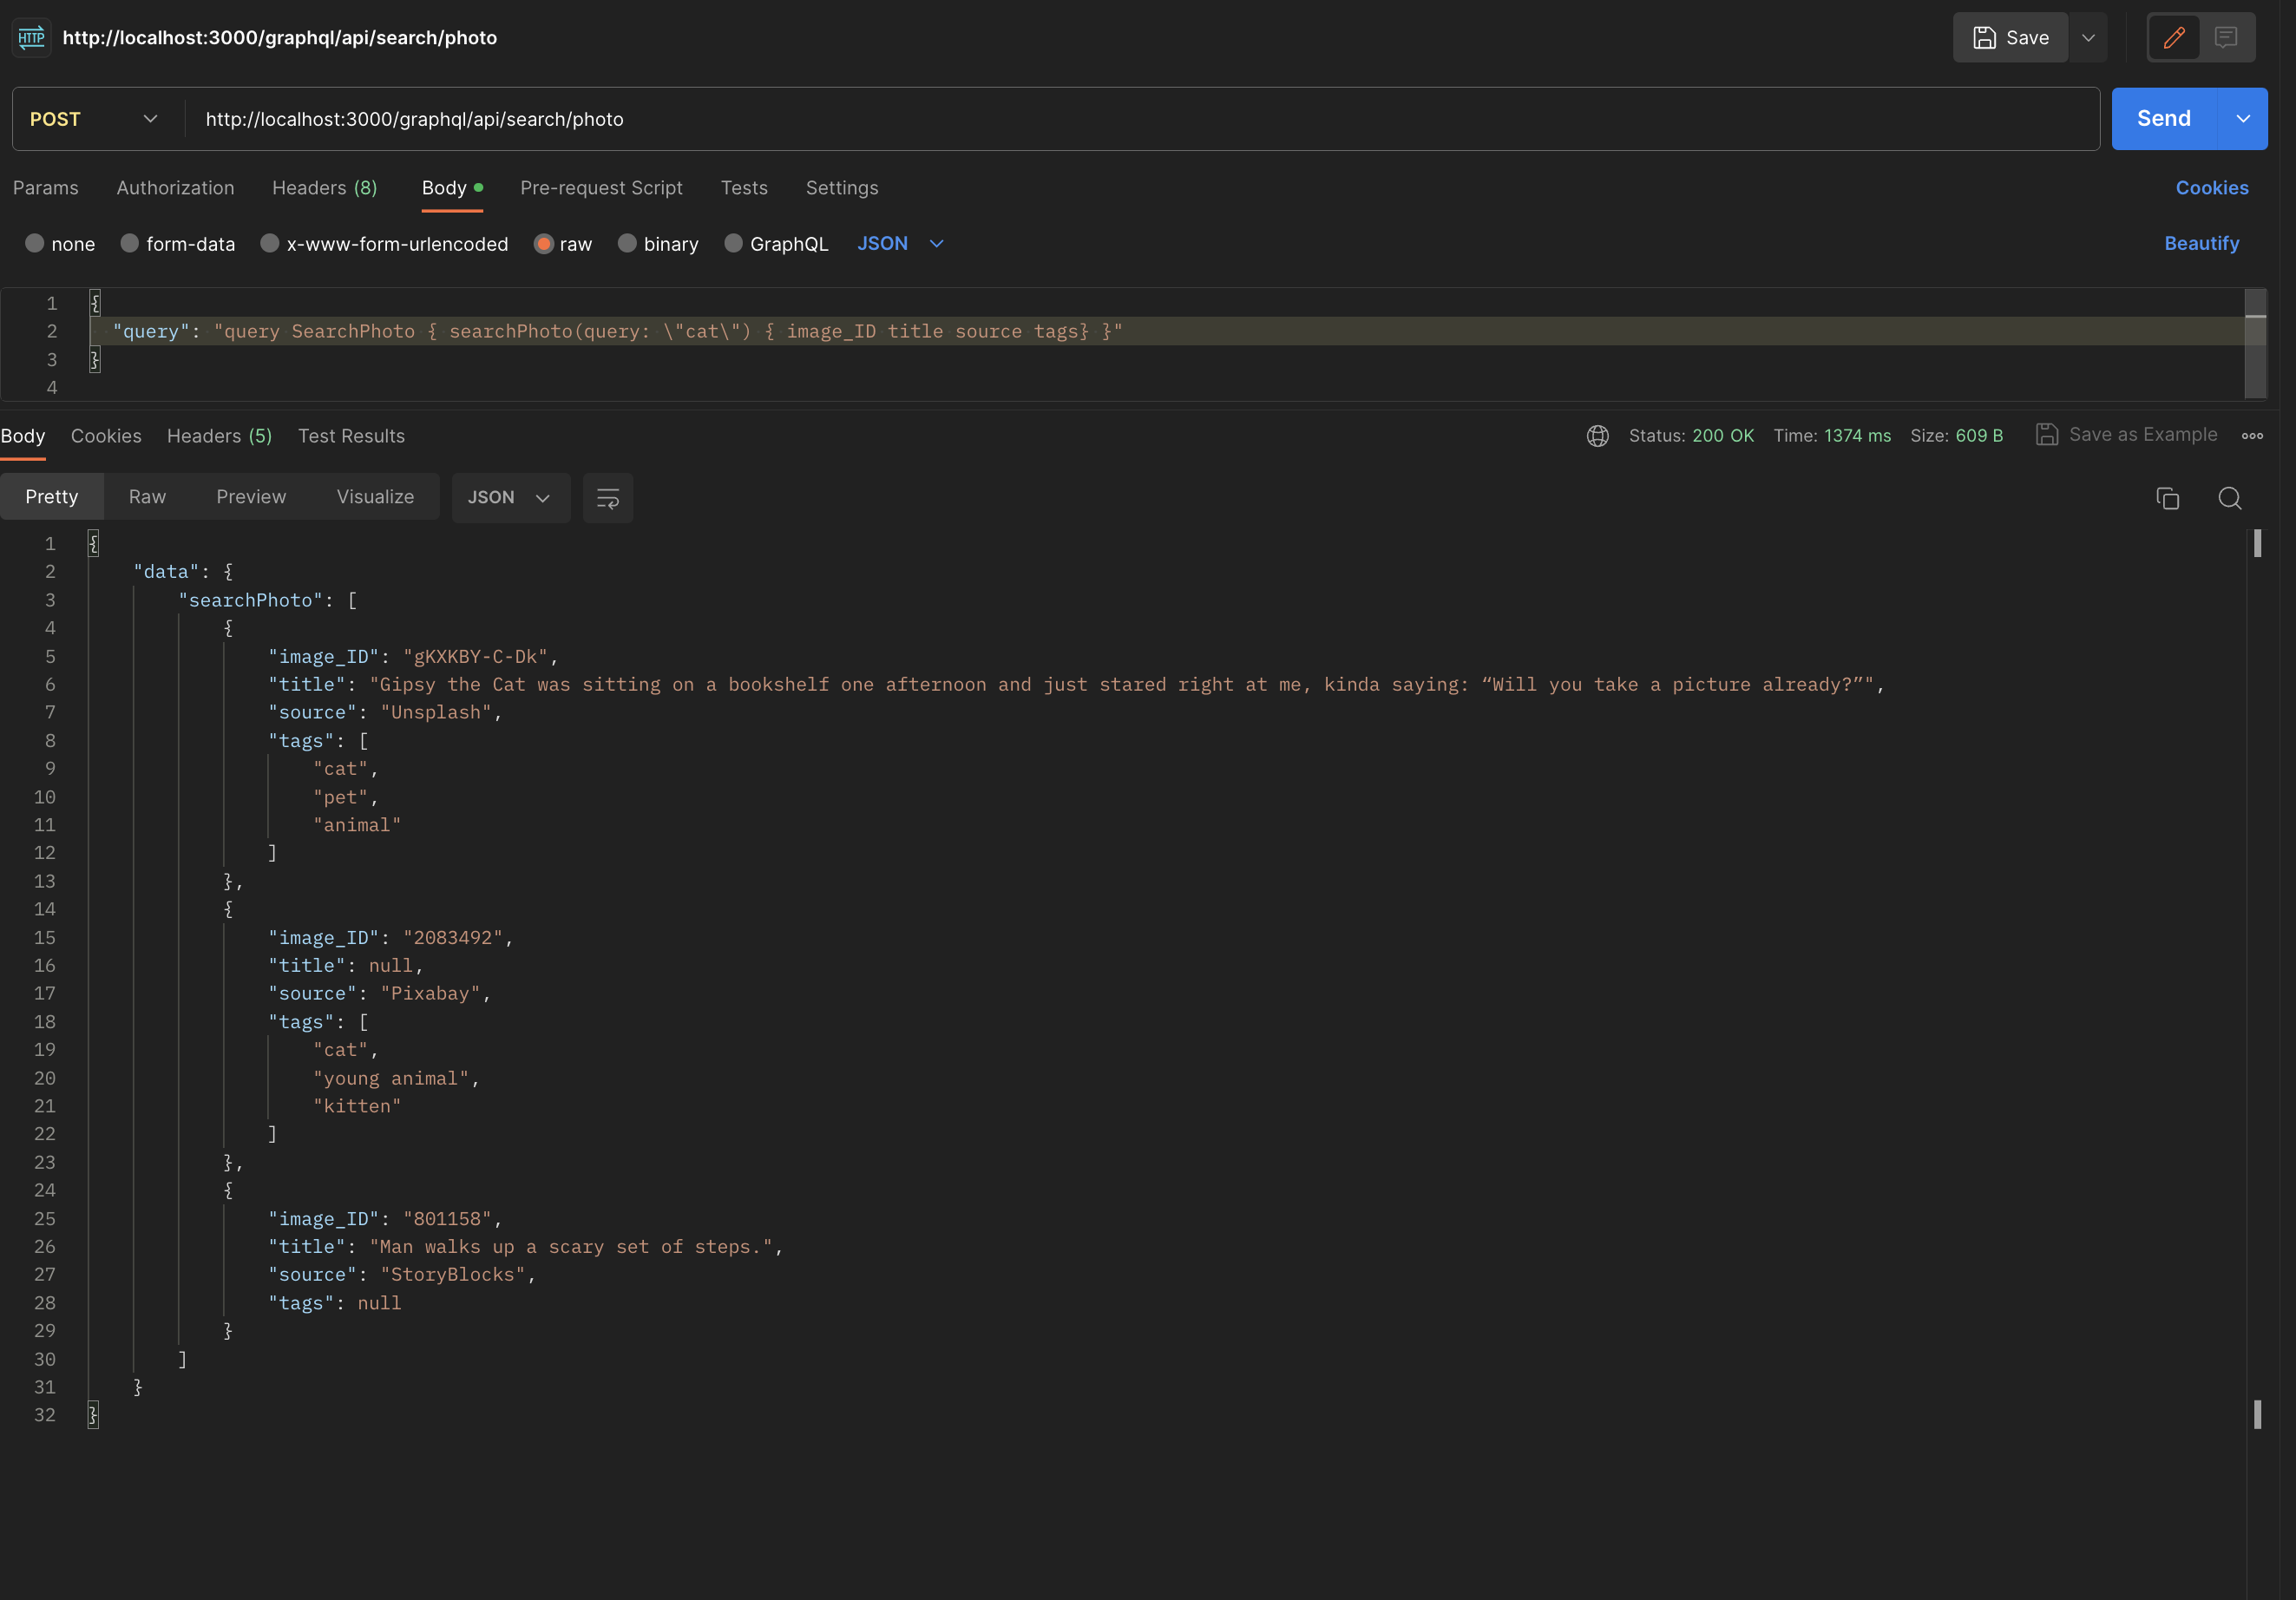 HTTP http://localhost:3000/graphql/api/search/photo Save
POST http://localhost:3000/graphql/api/search/photo Send
Params Authorization Headers (8) Body Pre-request Script Tests Settings Cookies
none form-data x-www-form-urlencoded raw binary GraphQL JSON Beautify
1 {
2 "query": "query SearchPhoto { searchPhoto(query: \"cat\") { image_ID title source tags} }"
3 }
4
Body Cookies Headers (5) Test Results Status: 200 OK Time: 1374 ms Size: 609 B Save as Example
Pretty Raw Preview Visualize JSON
1 {
2 "data": {
3 "searchPhoto": [
4 {
5 "image_ID": "gKXKBY-C-Dk",
6 "title": "Gipsy the Cat was sitting on a bookshelf one afternoon and just stared right at me, kinda saying: “Will you take a picture already?”",
7 "source": "Unsplash",
8 "tags": [
9 "cat",
10 "pet",
11 "animal"
12 ]
13 },
14 {
15 "image_ID": "2083492",
16 "title": null,
17 "source": "Pixabay",
18 "tags": [
19 "cat",
20 "young animal",
21 "kitten"
22 ]
23 },
24 {
25 "image_ID": "801158",
26 "title": "Man walks up a scary set of steps.",
27 "source": "StoryBlocks",
28 "tags": null
29 }
30 ]
31 }
32 }